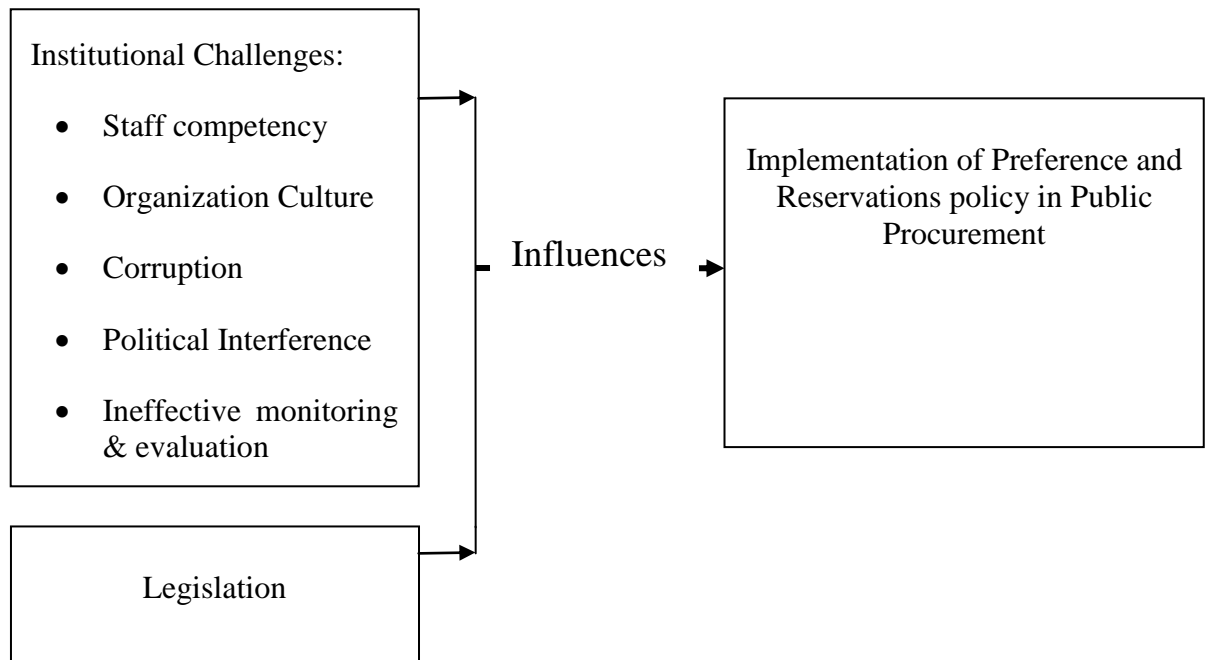 Institutional Challenges:
• Staff competency
• Organization Culture
• Corruption
• Political Interference
• Ineffective monitoring
& evaluation
Legislation
Influences
Implementation of Preference and
Reservations policy in Public
Procurement